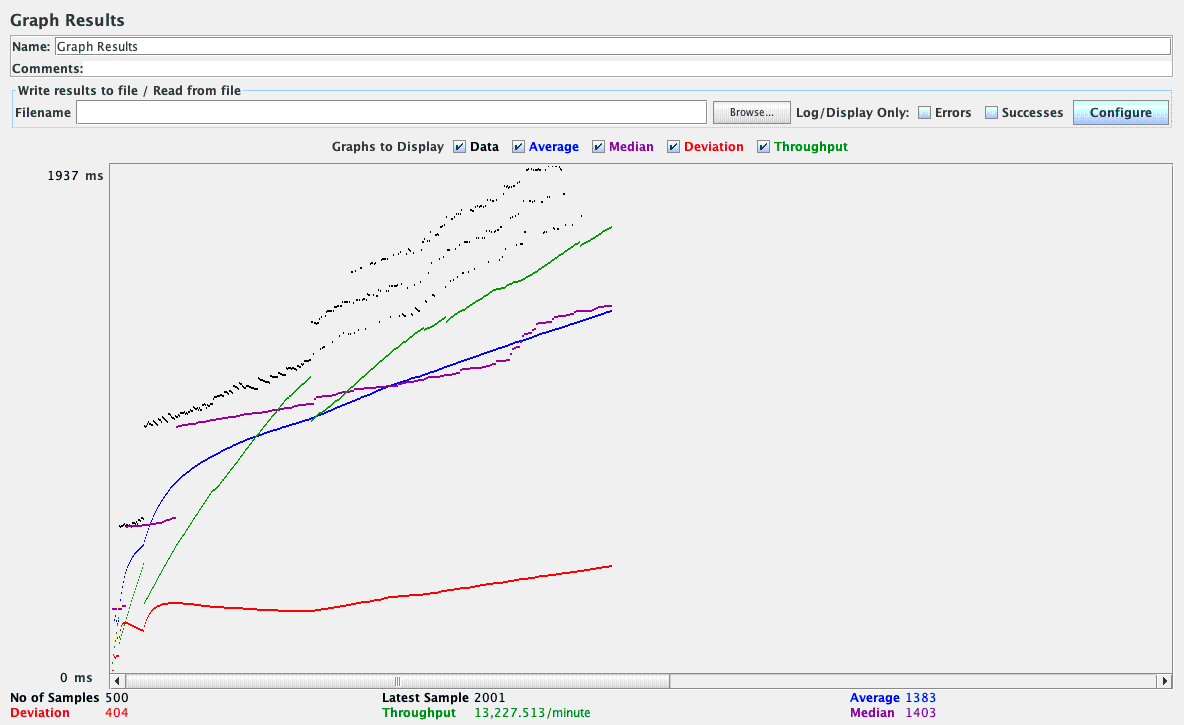 Graph Results
Name: Graph Results
Comments:
Write results to file / Read from file
Filename Browse... Log/Display Only: Errors Successes Configure
Graphs to Display Data Average Median Deviation Throughput
1937 ms
0 ms
No of Samples 500 Latest Sample 2001 Average 1383
Deviation 404 Throughput 13,227.513/minute Median 1403